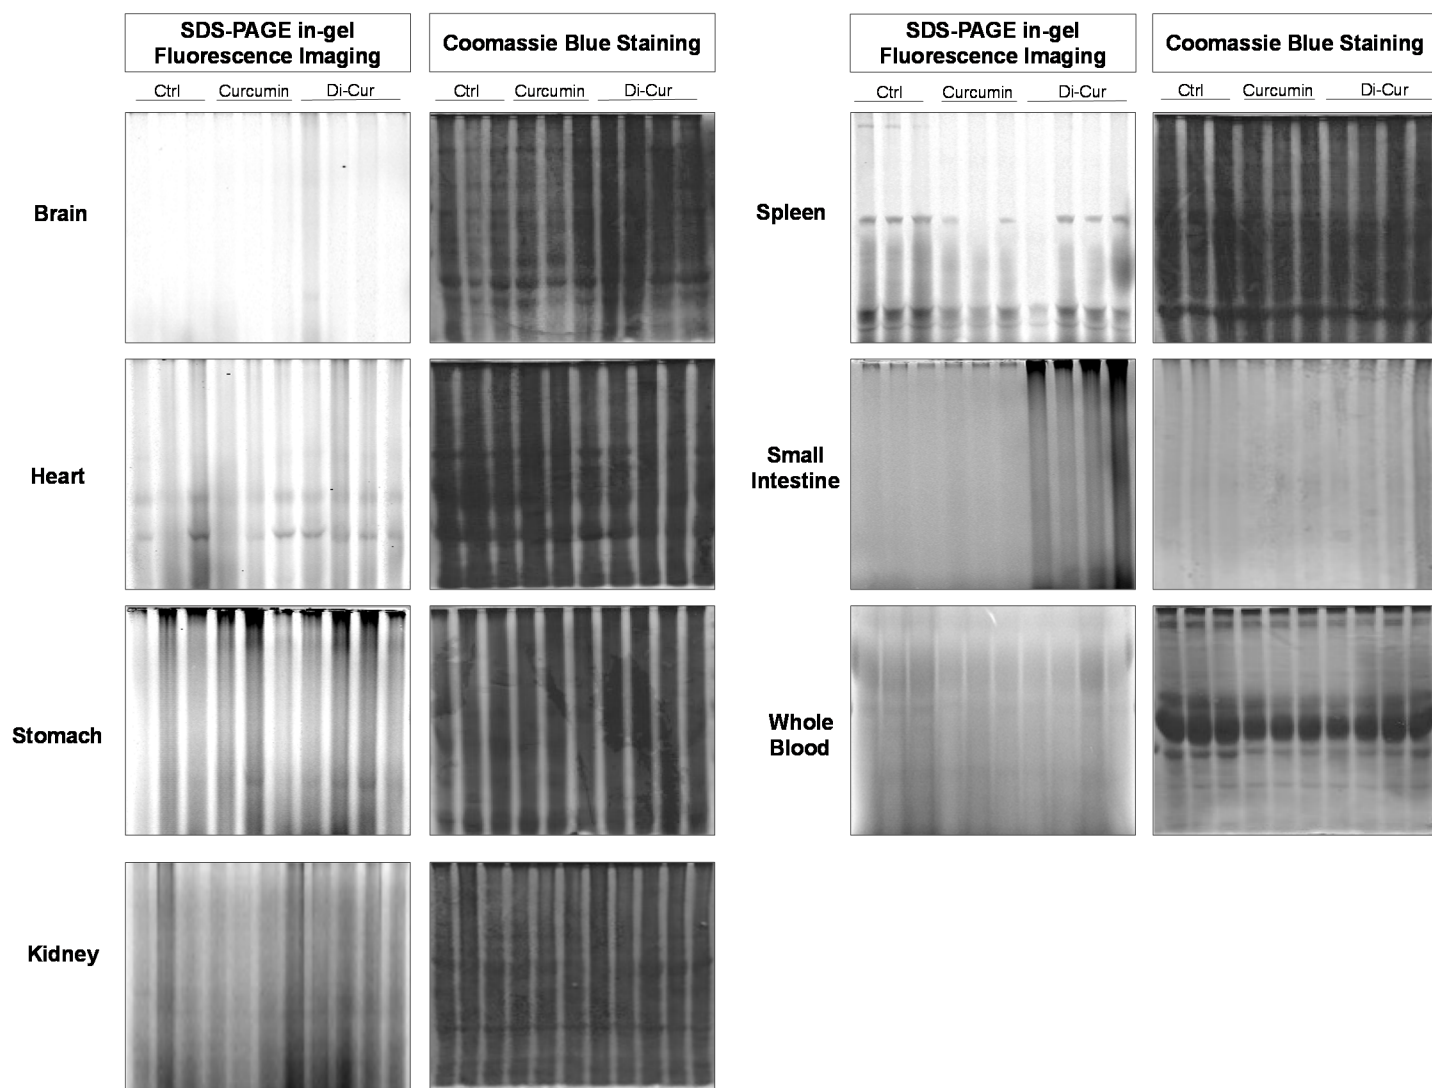 SDS-PAGE in-gel
Fluorescence Imaging
Coomassie Blue Staining
Ctrl Curcumin Di-Cur
Ctrl Curcumin Di-Cur
Brain
Heart
Stomach
Kidney
SDS-PAGE in-gel
Fluorescence Imaging
Coomassie Blue Staining
Ctrl Curcumin Di-Cur
Ctrl Curcumin Di-Cur
Spleen
Small
Intestine
Whole
Blood